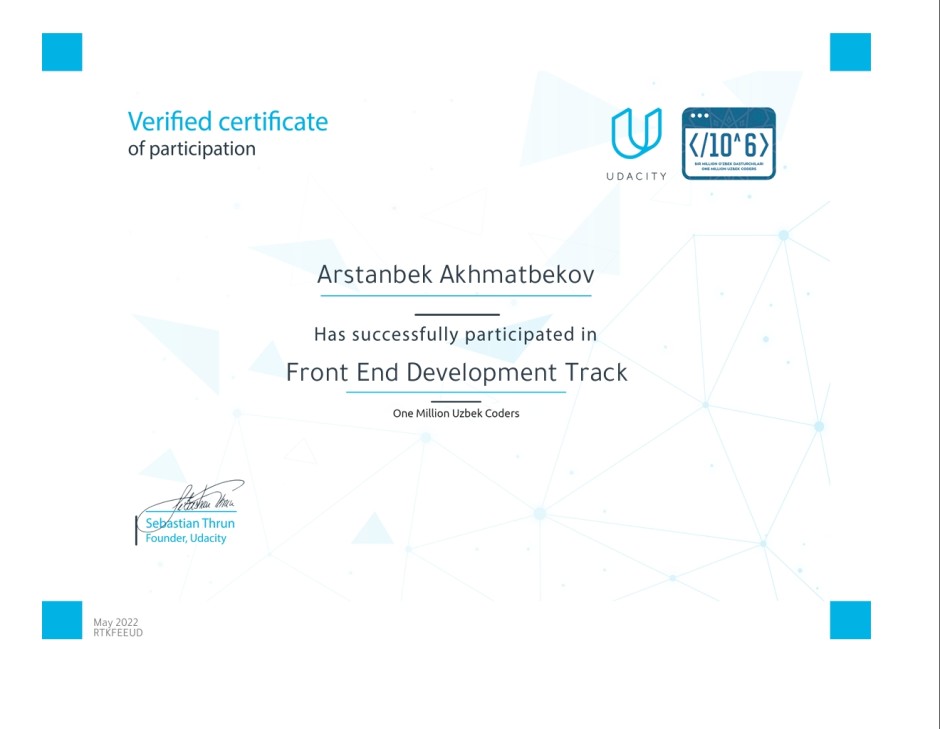 Verified certificate
of participation
UDACITY
</10^6>
BIR MILLION O'ZBEK DASTURCHILARI
ONE MILLION UZBEK CODERS
Arstanbek Akhmatbekov
Has successfully participated in
Front End Development Track
One Million Uzbek Coders
Sebastian Thrun
Founder, Udacity
May 2022
RTKFEEUD